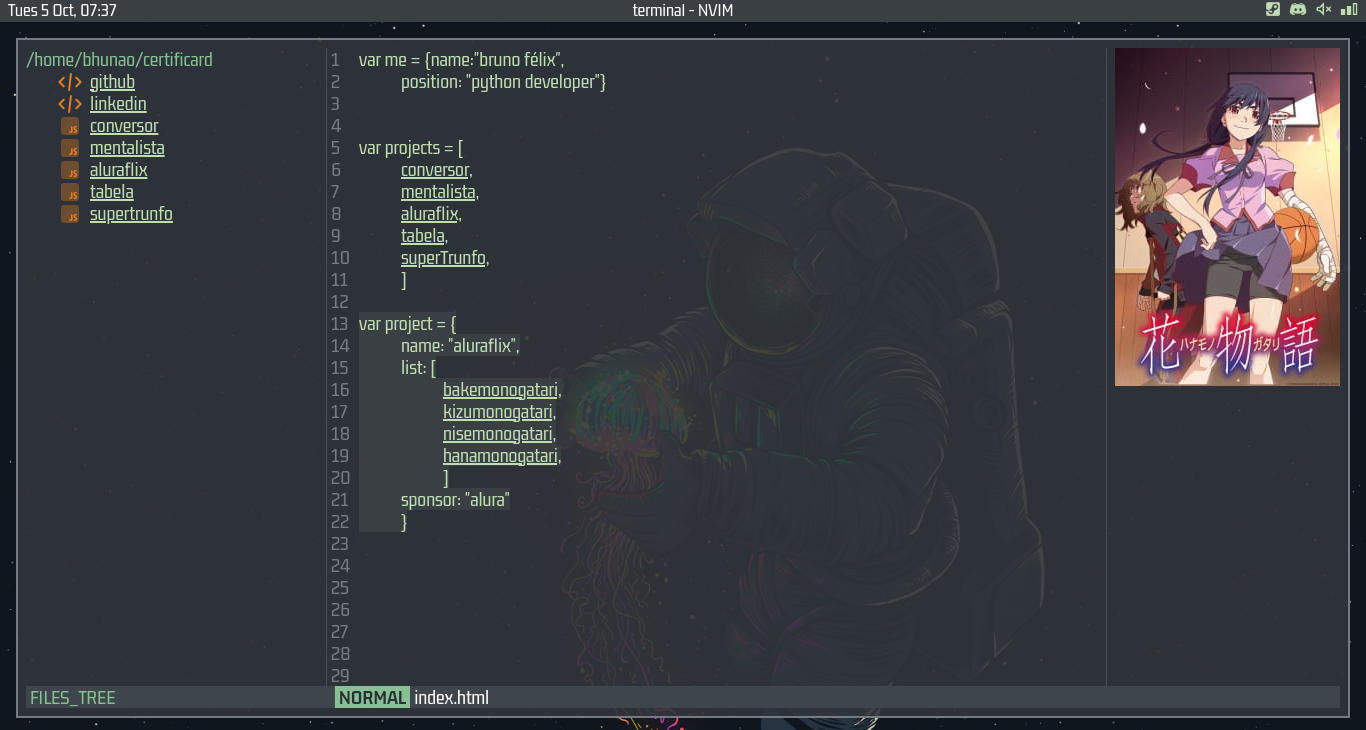 Tues 5 Oct, 07:37
terminal - NVIM
/home/bhunao/certificard
github
linkedin
conversor
mentalista
aluraflix
tabela
supertrunfo
1 var me = {name:"bruno félix",
2 position: "python developer"}
3
4
5 var projects = [
6 conversor,
7 mentalista,
8 aluraflix,
9 tabela,
10 superTrunfo,
11 ]
12
13 var project = {
14 name: "aluraflix",
15 list: [
16 bakemonogatari,
17 kizumonogatari,
18 nisemonogatari,
19 hanamonogatari,
20 ]
21 sponsor: "alura"
22 }
23
24
25
26
27
28
29
花ハナモノ物ガタリ語
FILES_TREE
NORMAL index.html